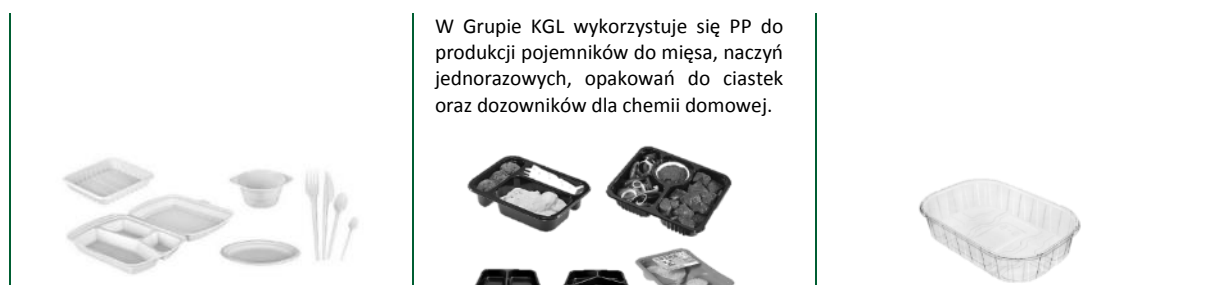 W Grupie KGL wykorzystuje się PP do
produkcji pojemników do mięsa, naczyń
jednorazowych, opakowań do ciastek
oraz dozowników dla chemii domowej.